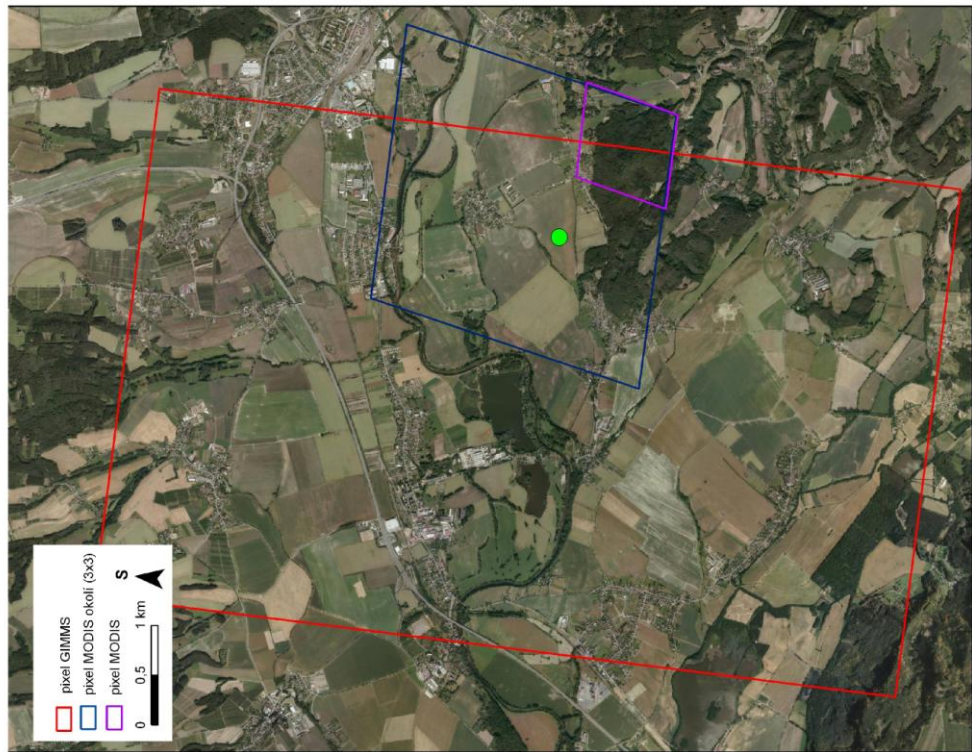 pixel GIMMS
pixel MODIS okolí (3x3)
pixel MODIS
S
0 0.5 1 km